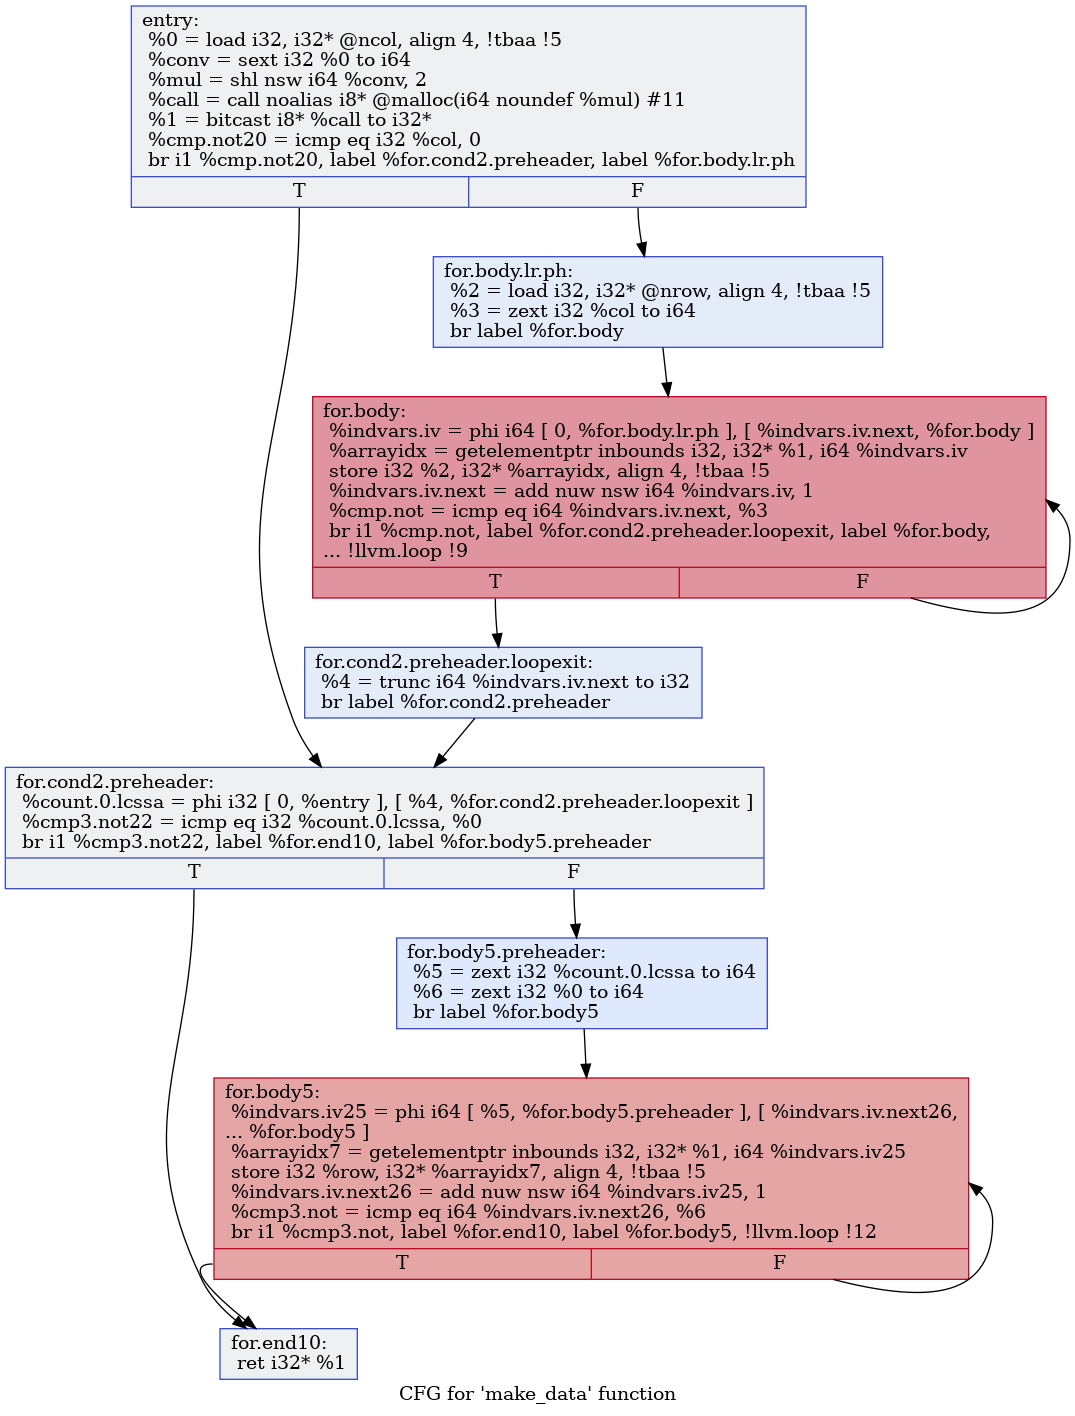 entry:
%0 = load i32, i32* @ncol, align 4, !tbaa !5
%conv = sext i32 %0 to i64
%mul = shl nsw i64 %conv, 2
%call = call noalias i8* @malloc(i64 noundef %mul) #11
%1 = bitcast i8* %call to i32*
%cmp.not20 = icmp eq i32 %col, 0
br i1 %cmp.not20, label %for.cond2.preheader, label %for.body.lr.ph
T F
for.body.lr.ph:
%2 = load i32, i32* @nrow, align 4, !tbaa !5
%3 = zext i32 %col to i64
br label %for.body
for.body:
%indvars.iv = phi i64 [ 0, %for.body.lr.ph ], [ %indvars.iv.next, %for.body ]
%arrayidx = getelementptr inbounds i32, i32* %1, i64 %indvars.iv
store i32 %2, i32* %arrayidx, align 4, !tbaa !5
%indvars.iv.next = add nuw nsw i64 %indvars.iv, 1
%cmp.not = icmp eq i64 %indvars.iv.next, %3
br i1 %cmp.not, label %for.cond2.preheader.loopexit, label %for.body,
... !llvm.loop !9
T F
for.cond2.preheader.loopexit:
%4 = trunc i64 %indvars.iv.next to i32
br label %for.cond2.preheader
for.cond2.preheader:
%count.0.lcssa = phi i32 [ 0, %entry ], [ %4, %for.cond2.preheader.loopexit ]
%cmp3.not22 = icmp eq i32 %count.0.lcssa, %0
br i1 %cmp3.not22, label %for.end10, label %for.body5.preheader
T F
for.body5.preheader:
%5 = zext i32 %count.0.lcssa to i64
%6 = zext i32 %0 to i64
br label %for.body5
for.body5:
%indvars.iv25 = phi i64 [ %5, %for.body5.preheader ], [ %indvars.iv.next26,
... %for.body5 ]
%arrayidx7 = getelementptr inbounds i32, i32* %1, i64 %indvars.iv25
store i32 %row, i32* %arrayidx7, align 4, !tbaa !5
%indvars.iv.next26 = add nuw nsw i64 %indvars.iv25, 1
%cmp3.not = icmp eq i64 %indvars.iv.next26, %6
br i1 %cmp3.not, label %for.end10, label %for.body5, !llvm.loop !12
T F
for.end10:
ret i32* %1
CFG for 'make_data' function